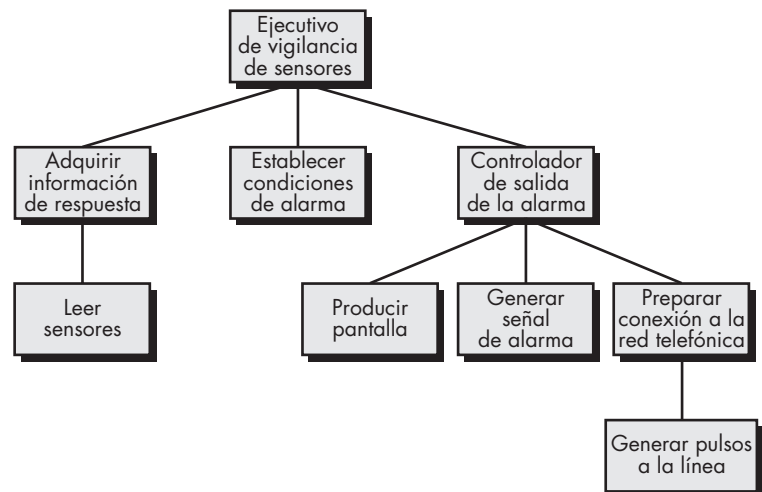 Ejecutivo
de vigilancia
de sensores
Adquirir
información
de respuesta
Establecer
condiciones
de alarma
Controlador
de salida
de la alarma
Leer
sensores
Producir
pantalla
Generar
señal
de alarma
Preparar
conexión a la
red telefónica
Generar pulsos
a la línea